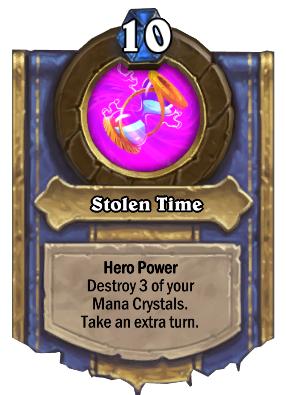 10
Stolen Time
Hero Power
Destroy 3 of your
Mana Crystals.
Take an extra turn.